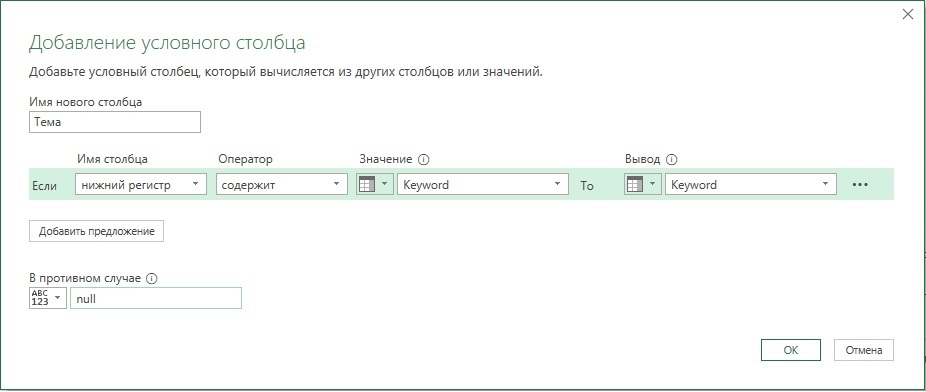 Добавление условного столбца
Добавьте условный столбец, который вычисляется из других столбцов или значений.
Имя нового столбца
Тема
Имя столбца Оператор Значение Вывод
Если нижний регистр содержит Keyword То Keyword
Добавить предложение
В противном случае
ABC
123 null
OK Отмена